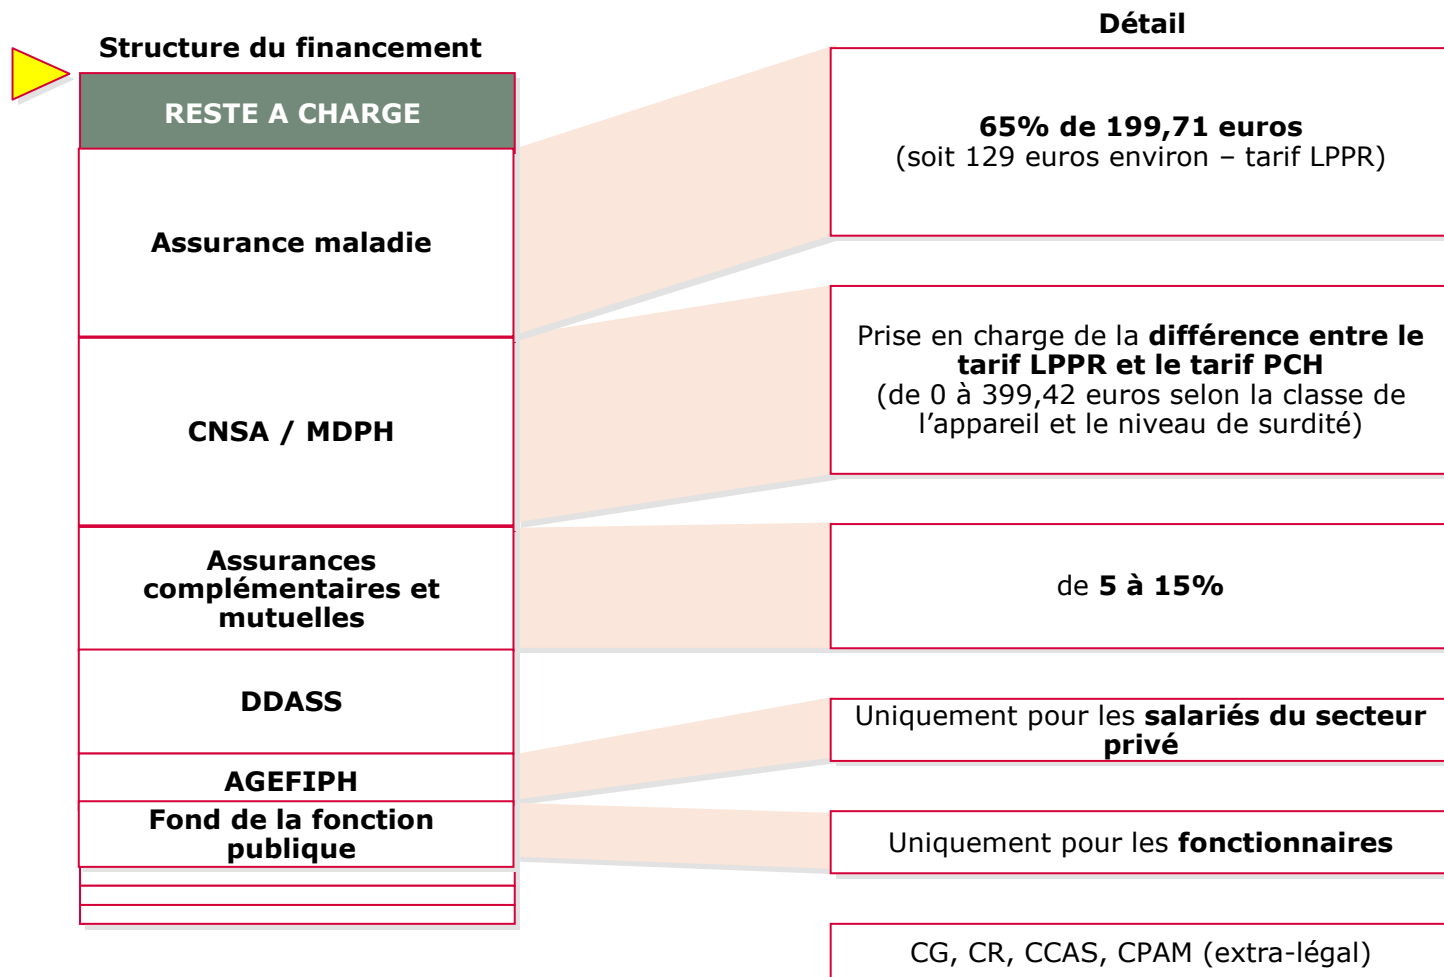 Structure du financement
RESTE A CHARGE
Assurance maladie
CNSA / MDPH
Assurances
complémentaires et
mutuelles
DDASS
AGEFIPH
Fond de la fonction
publique
Détail
65% de 199,71 euros
(soit 129 euros environ – tarif LPPR)
Prise en charge de la différence entre le
tarif LPPR et le tarif PCH
(de 0 à 399,42 euros selon la classe de
l’appareil et le niveau de surdité)
de 5 à 15%
Uniquement pour les salariés du secteur
privé
Uniquement pour les fonctionnaires
CG, CR, CCAS, CPAM (extra-légal)